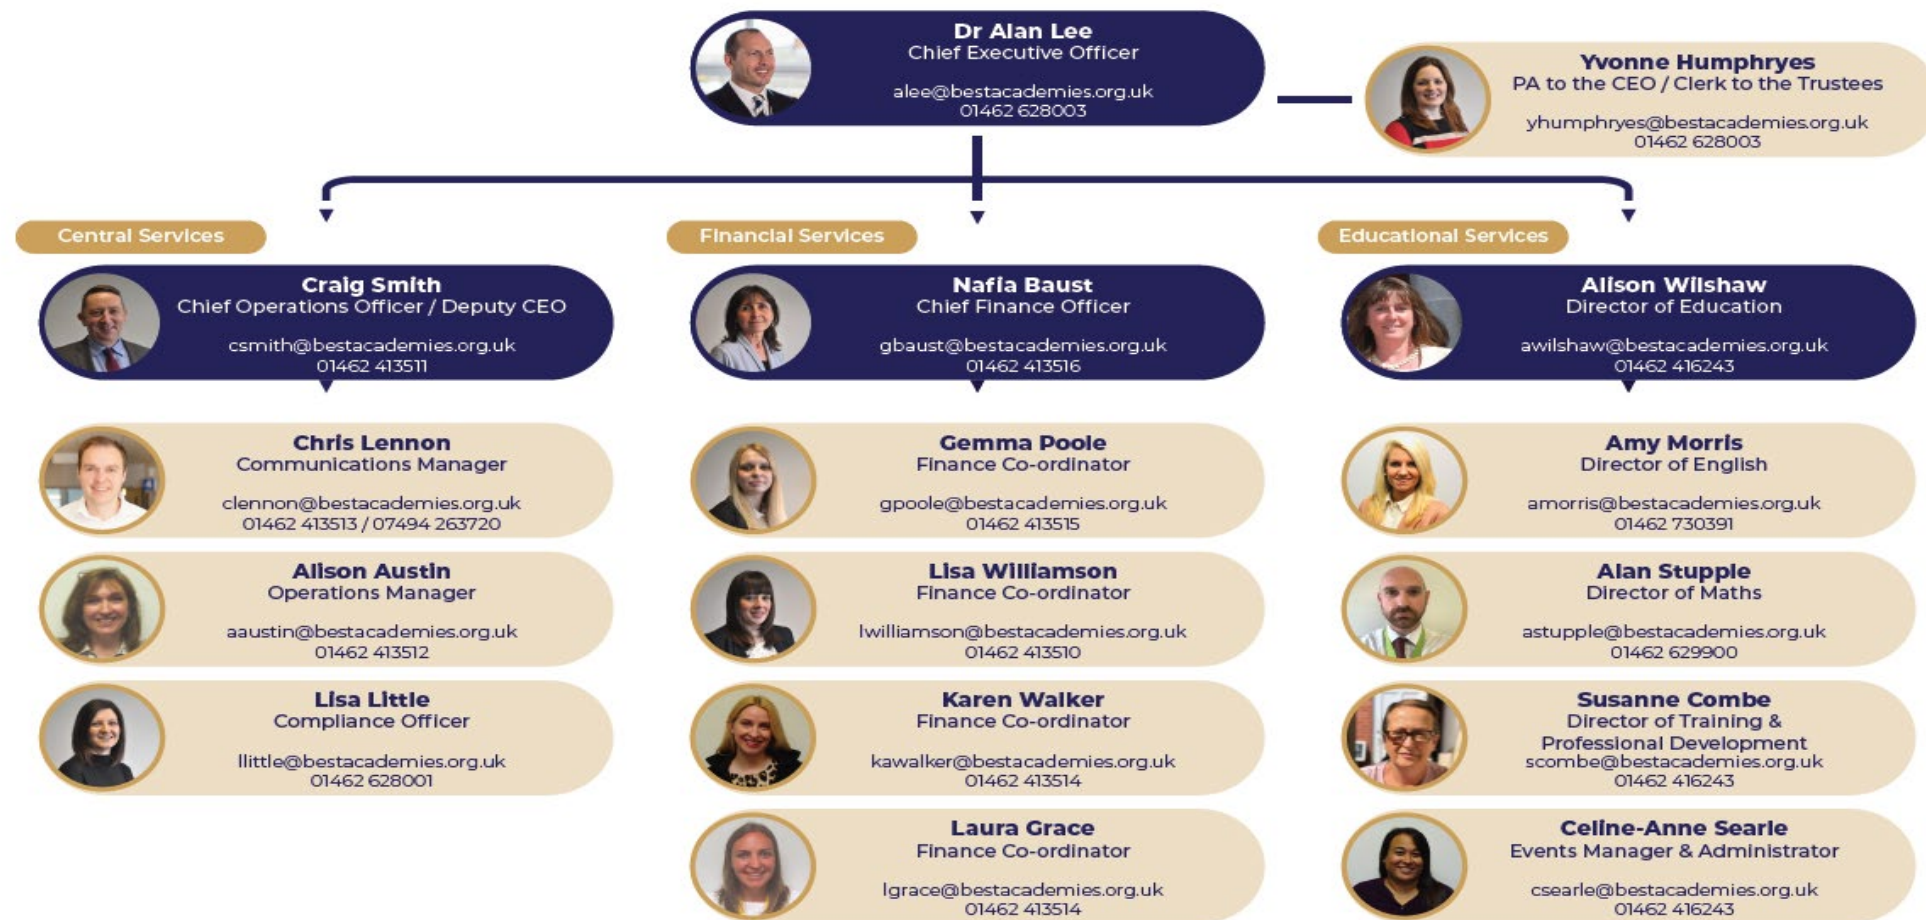 Dr Alan Lee
Chief Executive Officer
alee@bestacademies.org.uk
01462 628003
Yvonne Humphryes
PA to the CEO / Clerk to the Trustees
yhumphryes@bestacademies.org.uk
01462 628003
Central Services
Craig Smith
Chief Operations Officer / Deputy CEO
csmith@bestacademies.org.uk
01462 413511
Chris Lennon
Communications Manager
clennon@bestacademies.org.uk
01462 413513 / 07494 263720
Alison Austin
Operations Manager
aaustin@bestacademies.org.uk
01462 413512
Lisa Little
Compliance Officer
llittle@bestacademies.org.uk
01462 628001
Financial Services
Nafia Baust
Chief Finance Officer
gbaust@bestacademies.org.uk
01462 413516
Gemma Poole
Finance Co-ordinator
gpoole@bestacademies.org.uk
01462 413515
Lisa Williamson
Finance Co-ordinator
lwilliamson@bestacademies.org.uk
01462 413510
Karen Walker
Finance Co-ordinator
kawalker@bestacademies.org.uk
01462 413514
Laura Grace
Finance Co-ordinator
lgrace@bestacademies.org.uk
01462 413514
Educational Services
Alison Wilshaw
Director of Education
awilshaw@bestacademies.org.uk
01462 416243
Amy Morris
Director of English
amorris@bestacademies.org.uk
01462 730391
Alan Stupple
Director of Maths
astupple@bestacademies.org.uk
01462 629900
Susanne Combe
Director of Training &
Professional Development
scombe@bestacademies.org.uk
01462 416243
Celine-Anne Searle
Events Manager & Administrator
csearle@bestacademies.org.uk
01462 416243